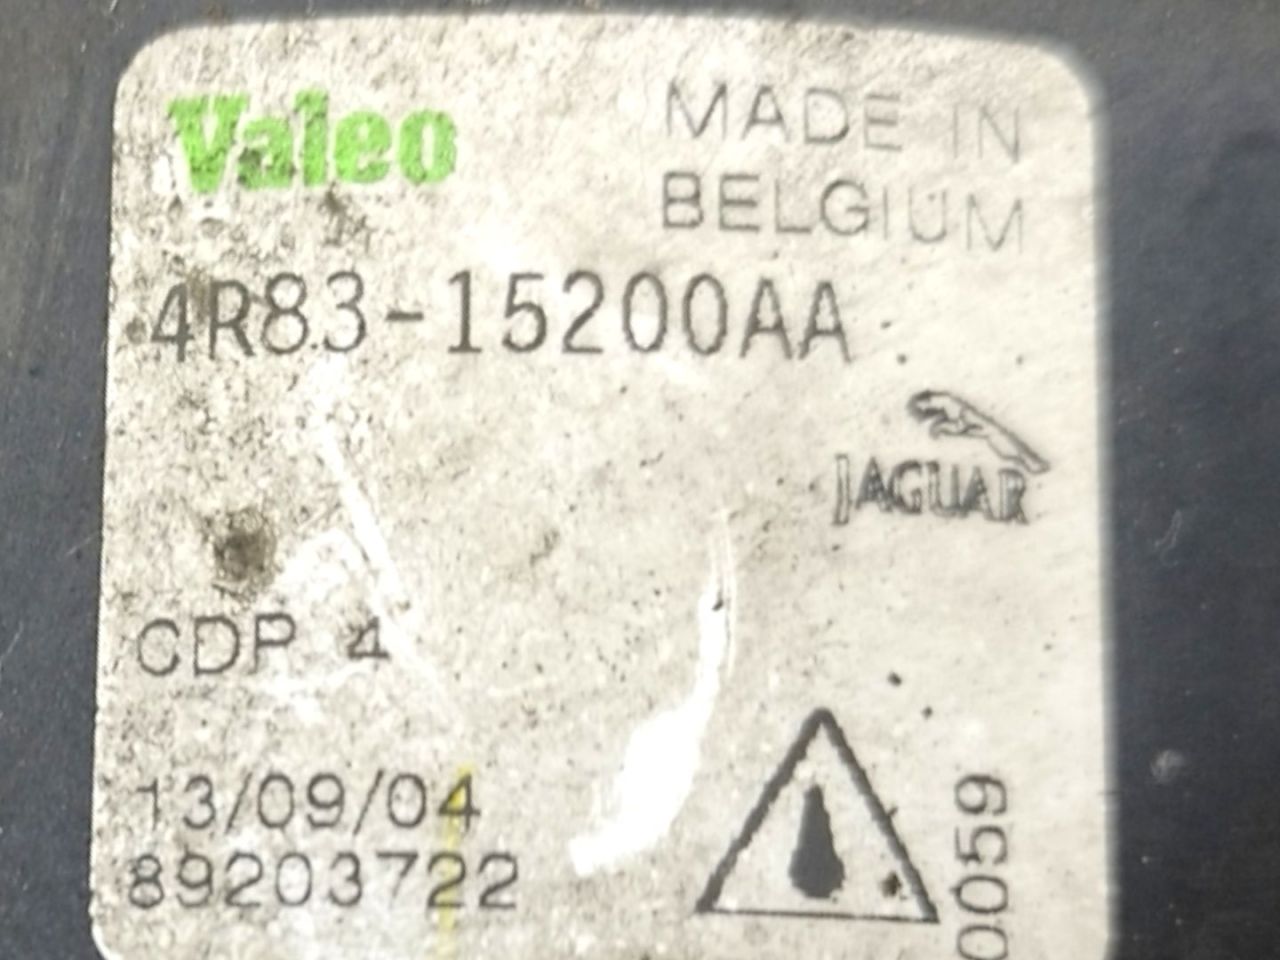 Valeo
MADE IN
BELGIUM
4R83-15200AA
JAGUAR
CDP 4
13/09/04
89203722
0059